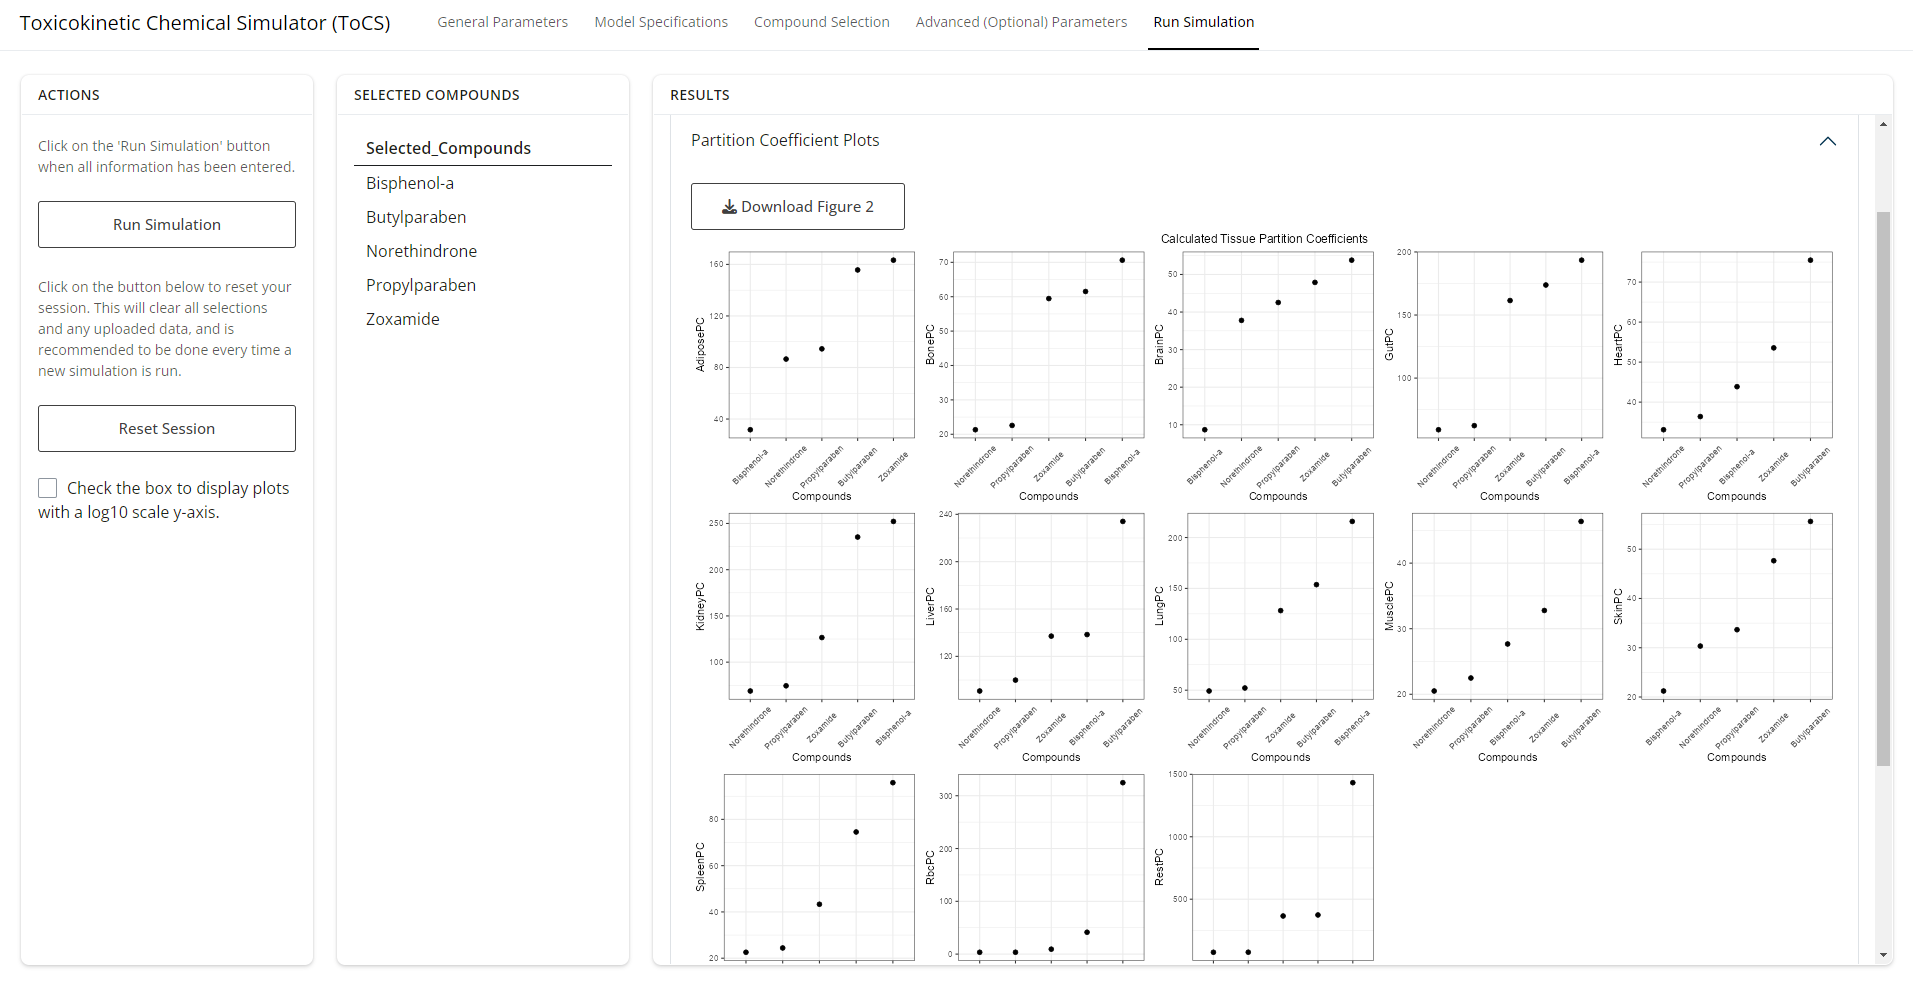 Toxicokinetic Chemical Simulator (ToCS)
General Parameters
Model Specifications
Compound Selection
Advanced (Optional) Parameters
Run Simulation
ACTIONS
Click on the 'Run Simulation' button
when all information has been entered.
Run Simulation
Click on the button below to reset your
session. This will clear all selections
and any uploaded data, and is
recommended to be done every time a
new simulation is run.
Reset Session
Check the box to display plots
with a log10 scale y-axis.
SELECTED COMPOUNDS
Selected_Compounds
Bisphenol-a
Butylparaben
Norethindrone
Propylparaben
Zoxamide
RESULTS
Partition Coefficient Plots
Download Figure 2
Calculated Tissue Partition Coefficients
AdiposePC
160
120
80
40
Bisphenol-a
Norethindrone
Propylparaben
Butylparaben
Zoxamide
Compounds
BonePC
70
60
50
40
30
20
Norethindrone
Propylparaben
Zoxamide
Butylparaben
Bisphenol-a
Compounds
BrainPC
50
40
30
20
10
Bisphenol-a
Norethindrone
Propylparaben
Zoxamide
Butylparaben
Compounds
GutPC
200
150
100
Norethindrone
Propylparaben
Zoxamide
Butylparaben
Bisphenol-a
Compounds
HeartPC
70
60
50
40
Norethindrone
Propylparaben
Bisphenol-a
Zoxamide
Butylparaben
Compounds
KidneyPC
250
200
150
100
Norethindrone
Propylparaben
Zoxamide
Butylparaben
Bisphenol-a
Compounds
LiverPC
240
200
160
120
Norethindrone
Propylparaben
Zoxamide
Bisphenol-a
Butylparaben
Compounds
LungPC
200
150
100
50
Norethindrone
Propylparaben
Zoxamide
Butylparaben
Bisphenol-a
Compounds
MusclePC
40
30
20
Norethindrone
Propylparaben
Bisphenol-a
Zoxamide
Butylparaben
Compounds
SkinPC
50
40
30
20
Bisphenol-a
Norethindrone
Propylparaben
Zoxamide
Butylparaben
Compounds
SpleenPC
80
60
40
20
RbcPC
300
200
100
0
RestPC
1500
1000
500